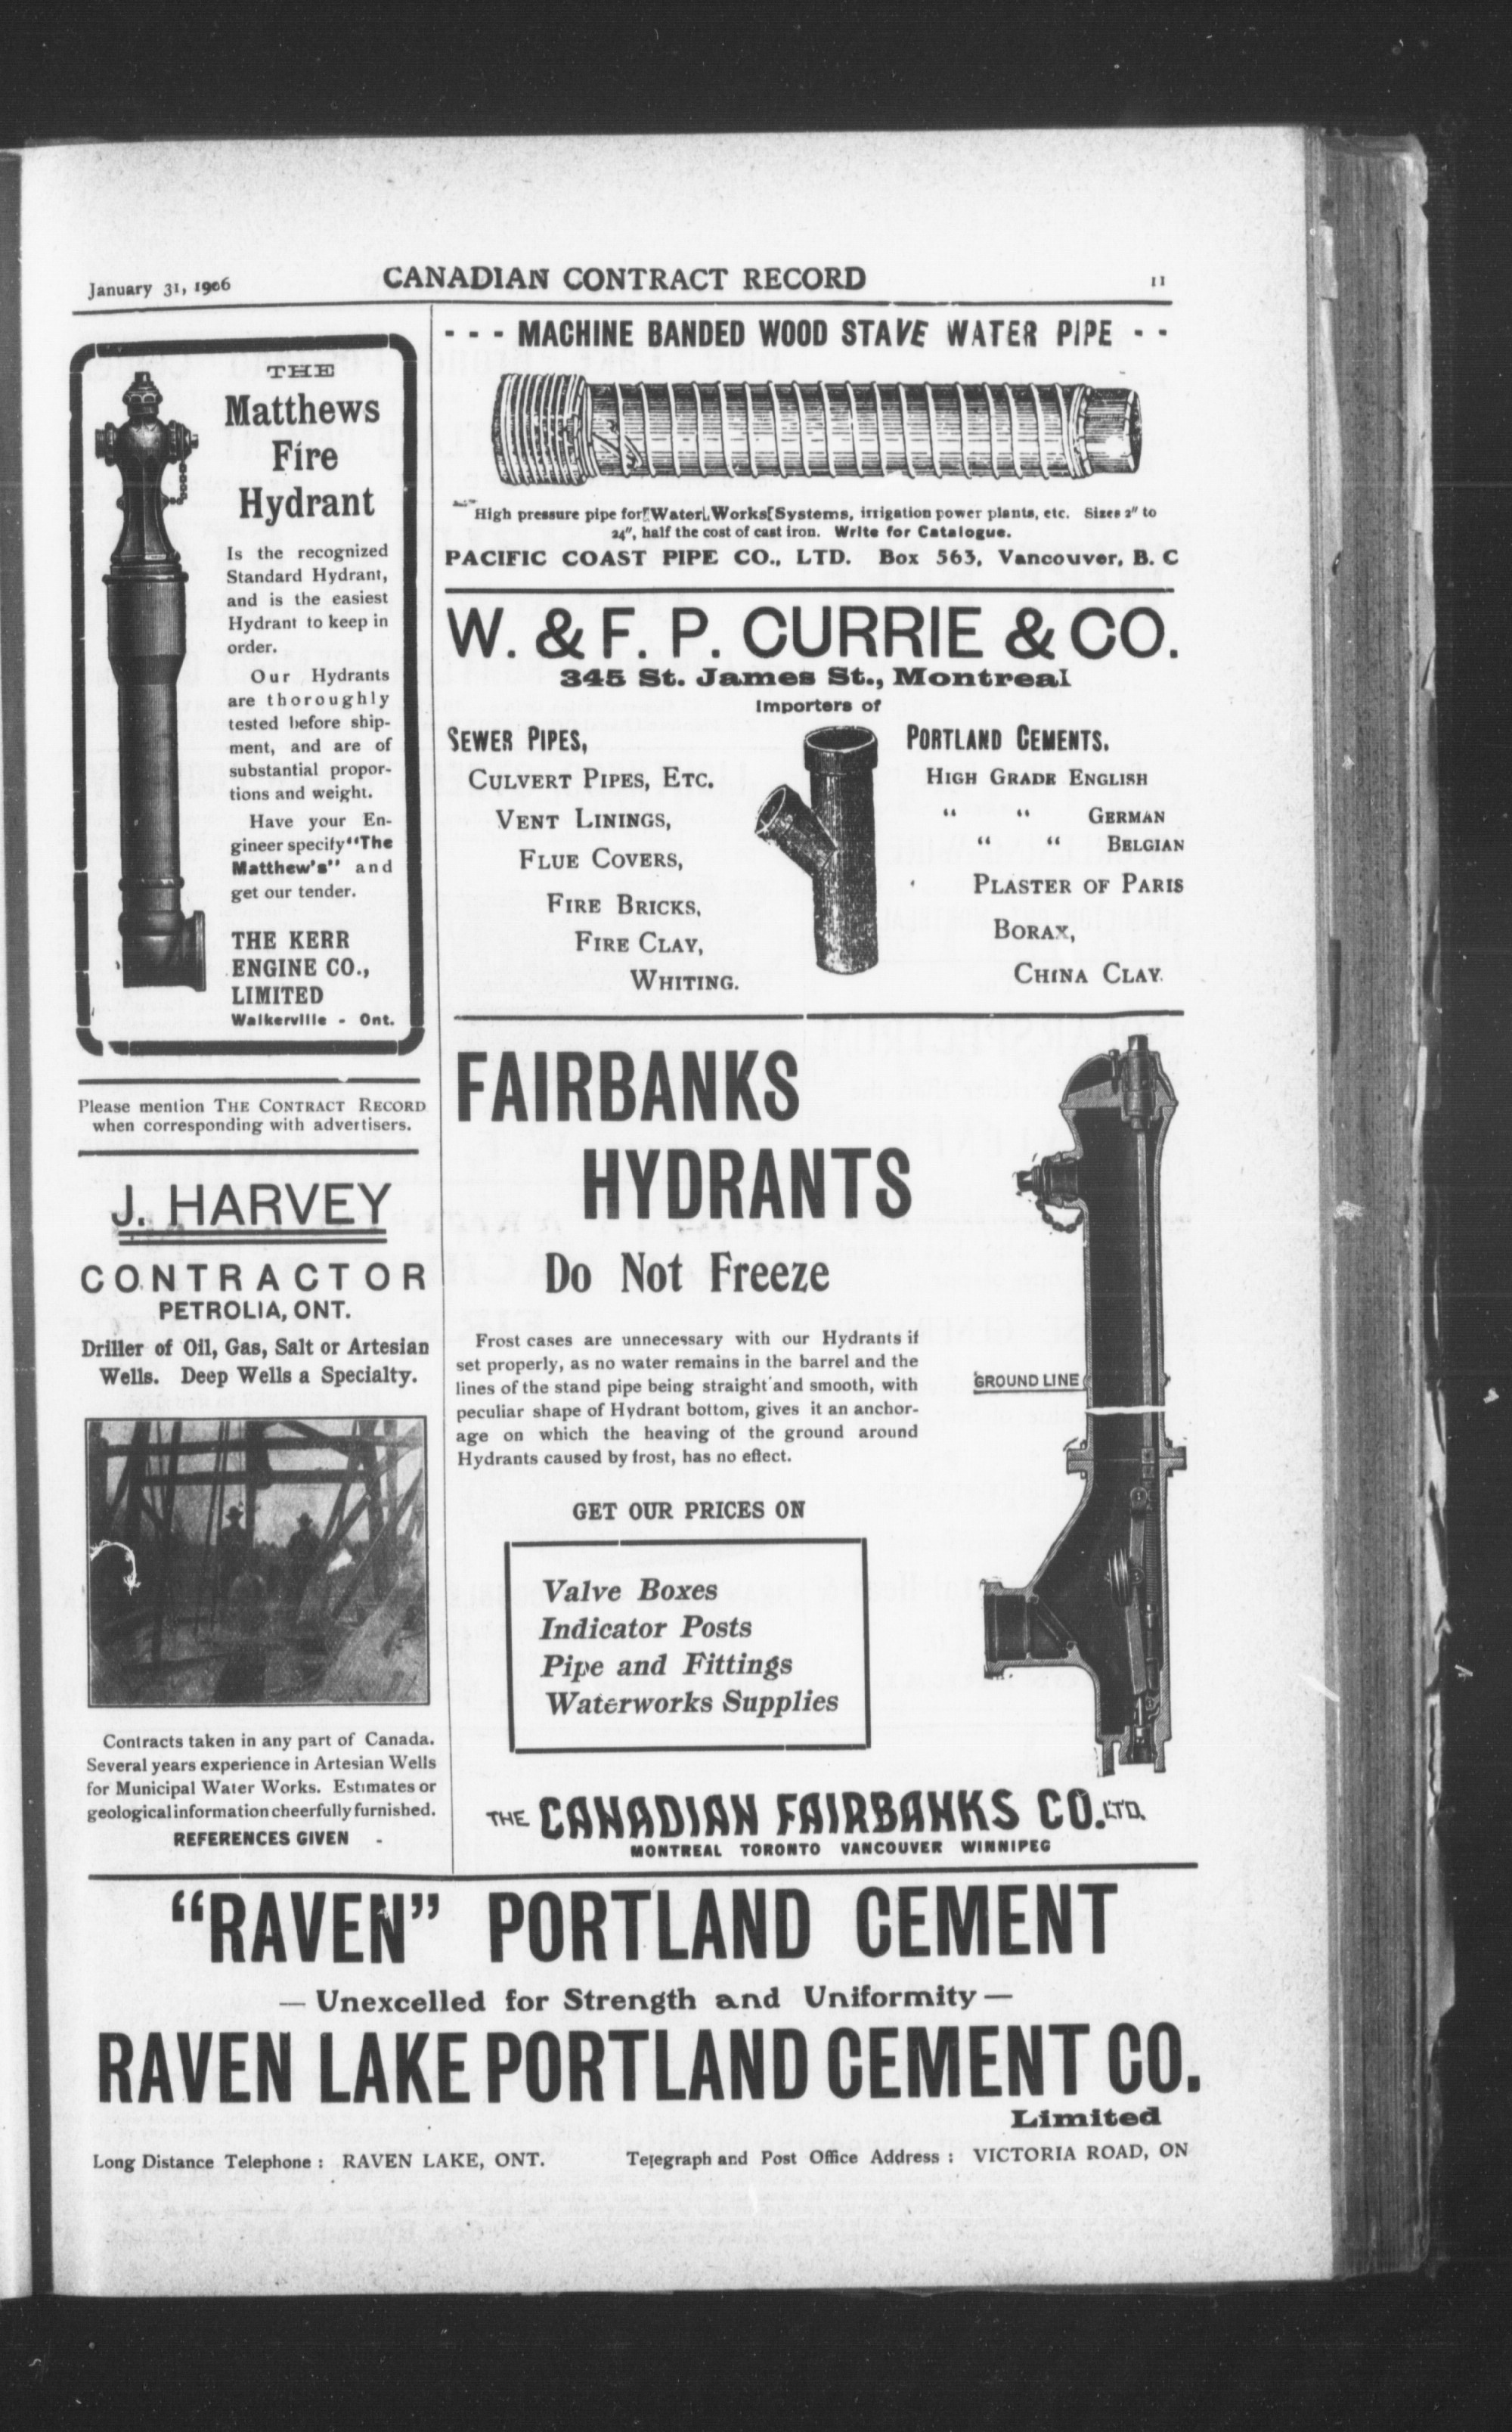 January 31, 1906
CANADIAN CONTRACT RECORD
11
THE
Matthews
Fire
Hydrant
Is the recognized
Standard Hydrant,
and is the easiest
Hydrant to keep in
order.
Our Hydrants
are thoroughly
tested before ship-
ment, and are of
substantial propor-
tions and weight.
Have your En-
gineer specify "The
Matthew's" and
get our tender.
THE KERR
ENGINE CO.,
LIMITED
Walkerville - Ont.
Please mention THE CONTRACT RECORD
when corresponding with advertisers.
J. HARVEY
CONTRACTOR
PETROLIA, ONT.
Driller of Oil, Gas, Salt or Artesian
Wells. Deep Wells a Specialty.
Contracts taken in any part of Canada.
Several years experience in Artesian Wells
for Municipal Water Works. Estimates or
geological information cheerfully furnished.
REFERENCES GIVEN -
- - - MACHINE BANDED WOOD STAVE WATER PIPE - -
High pressure pipe for Water Works Systems, irrigation power plants, etc. Sizes 2" to
24", half the cost of cast iron. Write for Catalogue.
PACIFIC COAST PIPE CO., LTD. Box 563, Vancouver, B. C
W. & F. P. CURRIE & CO.
345 St. James St., Montreal
Importers of
SEWER PIPES,
CULVERT PIPES, ETC.
VENT LININGS,
FLUE COVERS,
FIRE BRICKS,
FIRE CLAY,
WHITING.
PORTLAND CEMENTS.
HIGH GRADE ENGLISH
" " GERMAN
" " BELGIAN
PLASTER OF PARIS
BORAX,
CHINA CLAY.
FAIRBANKS
HYDRANTS
Do Not Freeze
Frost cases are unnecessary with our Hydrants if
set properly, as no water remains in the barrel and the
lines of the stand pipe being straight and smooth, with
peculiar shape of Hydrant bottom, gives it an anchor-
age on which the heaving of the ground around
Hydrants caused by frost, has no effect.
GROUND LINE
GET OUR PRICES ON
Valve Boxes
Indicator Posts
Pipe and Fittings
Waterworks Supplies
THE CANADIAN FAIRBANKS CO. LTD.
MONTREAL TORONTO VANCOUVER WINNIPEG
"RAVEN" PORTLAND CEMENT
— Unexcelled for Strength and Uniformity —
RAVEN LAKE PORTLAND CEMENT CO.
Limited
Long Distance Telephone : RAVEN LAKE, ONT. Telegraph and Post Office Address : VICTORIA ROAD, ON